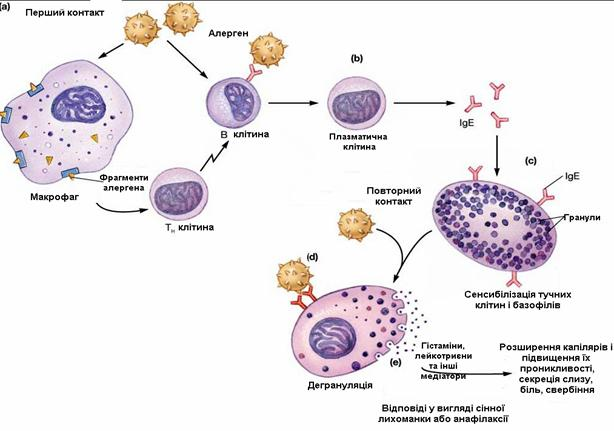 (a)
Перший контакт
Алерген
(b)
В клітина
Плазматична
клітина
IgE
(c)
IgE
Фрагменти
алергена
Макрофаг
Тн клітина
Повторний
контакт
Гранули
(d)
Сенсибілізація тучних
клітин і базофілів
(e)
Гістаміни,
лейкотриєни
та інші
медіатори
Розширення капілярів і
підвищення їх
проникливості,
секреція слизу,
біль, свербіння
Дегрануляція
Відповіді у вигляді сінної
лихоманки або анафілаксії